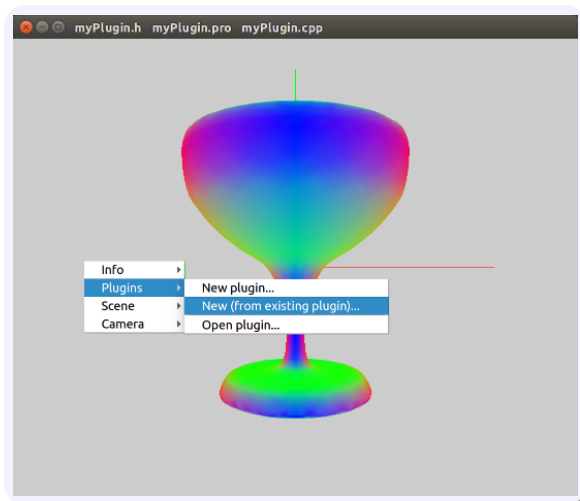 myPlugin.h myPlugin.pro myPlugin.cpp
Info
Plugins
Scene
Camera
New plugin...
New (from existing plugin)...
Open plugin...